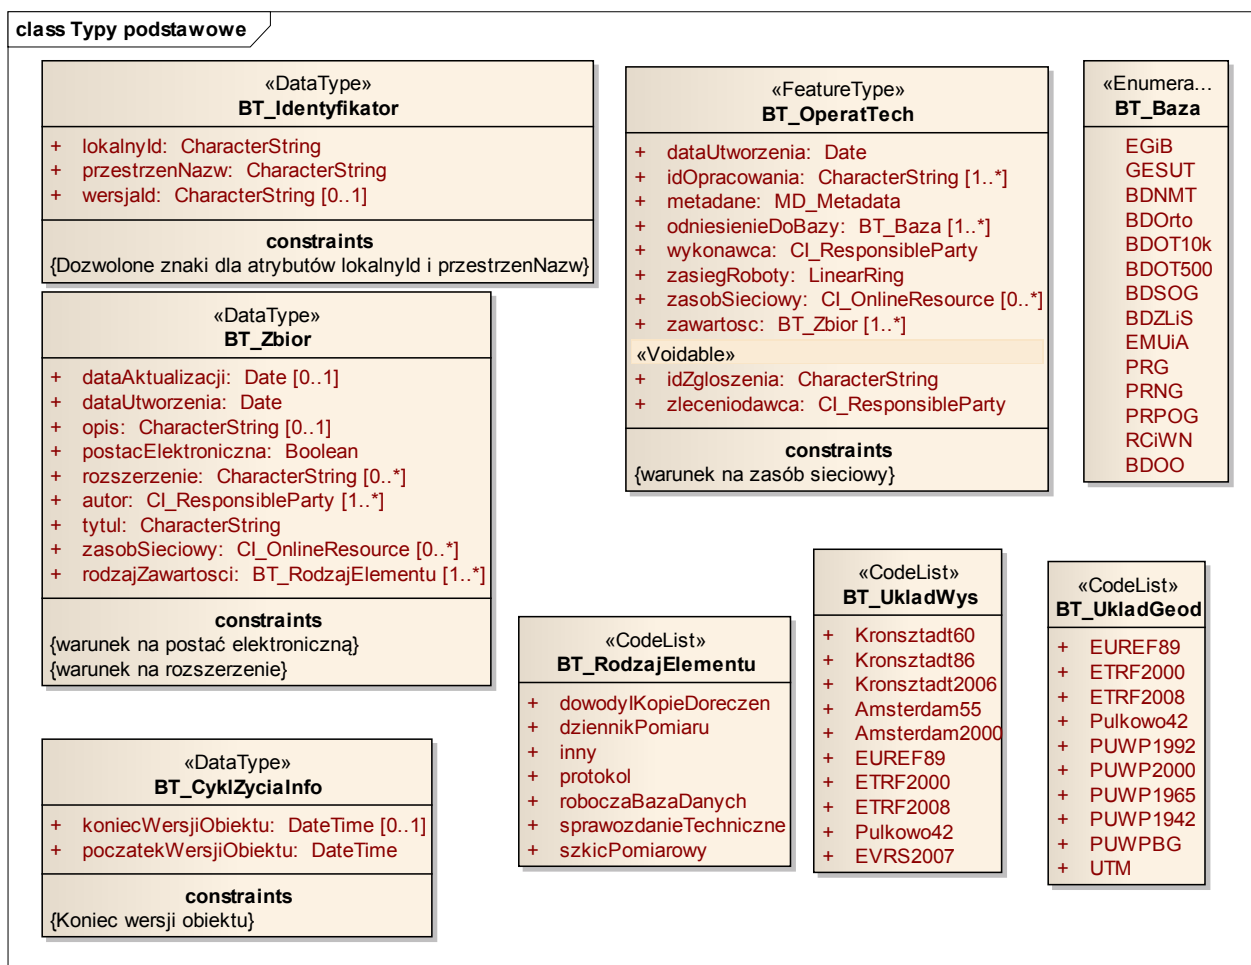 class Typy podstawowe
«DataType»
BT_Identyfikator
+ lokalnyId: CharacterString
+ przestrzenNazw: CharacterString
+ wersjaId: CharacterString [0..1]
constraints
{Dozwolone znaki dla atrybutów lokalnyId i przestrzenNazw}
«DataType»
BT_Zbior
+ dataAktualizacji: Date [0..1]
+ dataUtworzenia: Date
+ opis: CharacterString [0..1]
+ postacElektroniczna: Boolean
+ rozszerzenie: CharacterString [0..*]
+ autor: CI_ResponsibleParty [1..*]
+ tytul: CharacterString
+ zasobSieciowy: CI_OnlineResource [0..*]
+ rodzajZawartosci: BT_RodzajElementu [1..*]
constraints
{warunek na postać elektroniczną}
{warunek na rozszerzenie}
«DataType»
BT_CyklZyciaInfo
+ koniecWersjiObiektu: DateTime [0..1]
+ poczatekWersjiObiektu: DateTime
constraints
{Koniec wersji obiektu}
«FeatureType»
BT_OperatTech
+ dataUtworzenia: Date
+ idOpracowania: CharacterString [1..*]
+ metadane: MD_Metadata
+ odniesienieDoBazy: BT_Baza [1..*]
+ wykonawca: CI_ResponsibleParty
+ zasiegRoboty: LinearRing
+ zasobSieciowy: CI_OnlineResource [0..*]
+ zawartosc: BT_Zbior [1..*]
«Voidable»
+ idZgloszenia: CharacterString
+ zleceniodawca: CI_ResponsibleParty
constraints
{warunek na zasób sieciowy}
«Enumera...
BT_Baza
EGiB
GESUT
BDNMT
BDOrto
BDOT10k
BDOT500
BDSOG
BDZLiS
EMUiA
PRG
PRNG
PRPOG
RCiWN
BDOO
«CodeList»
BT_RodzajElementu
+ dowodyIKopieDoreczen
+ dziennikPomiaru
+ inny
+ protokol
+ roboczaBazaDanych
+ sprawozdanieTechniczne
+ szkicPomiarowy
«CodeList»
BT_UkladWys
+ Kronsztadt60
+ Kronsztadt86
+ Kronsztadt2006
+ Amsterdam55
+ Amsterdam2000
+ EUREF89
+ ETRF2000
+ ETRF2008
+ Pulkowo42
+ EVRS2007
«CodeList»
BT_UkladGeod
+ EUREF89
+ ETRF2000
+ ETRF2008
+ Pulkowo42
+ PUWP1992
+ PUWP2000
+ PUWP1965
+ PUWP1942
+ PUWPBG
+ UTM